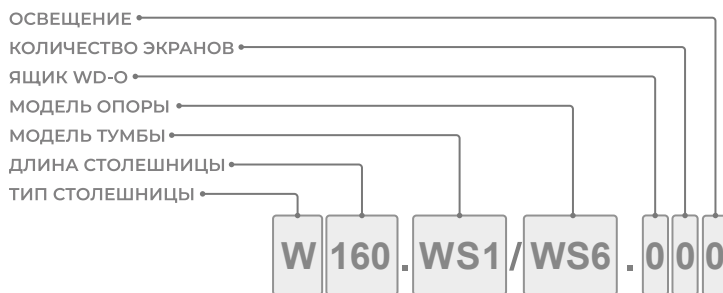 ОСВЕЩЕНИЕ
КОЛИЧЕСТВО ЭКРАНОВ
ЯЩИК WD-O
МОДЕЛЬ ОПОРЫ
МОДЕЛЬ ТУМБЫ
ДЛИНА СТОЛЕШНИЦЫ
ТИП СТОЛЕШНИЦЫ
W 160 . WS1 / WS6 . 0 0 0